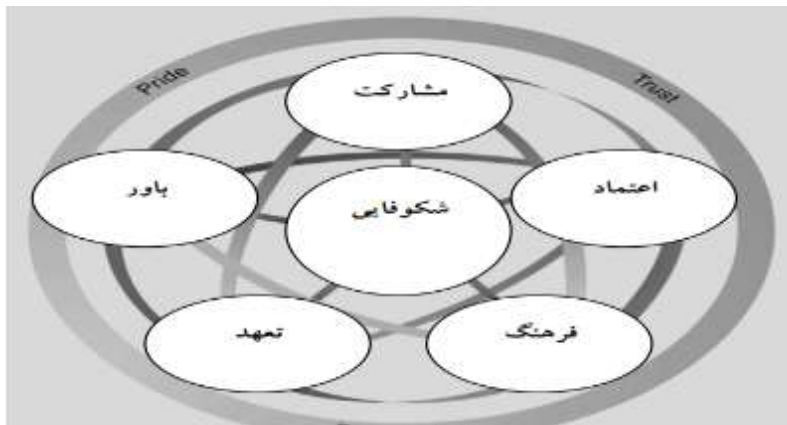 Pride
Trust
مشارکت
باور
اعتماد
شکوفایی
تعهد
فرهنگ